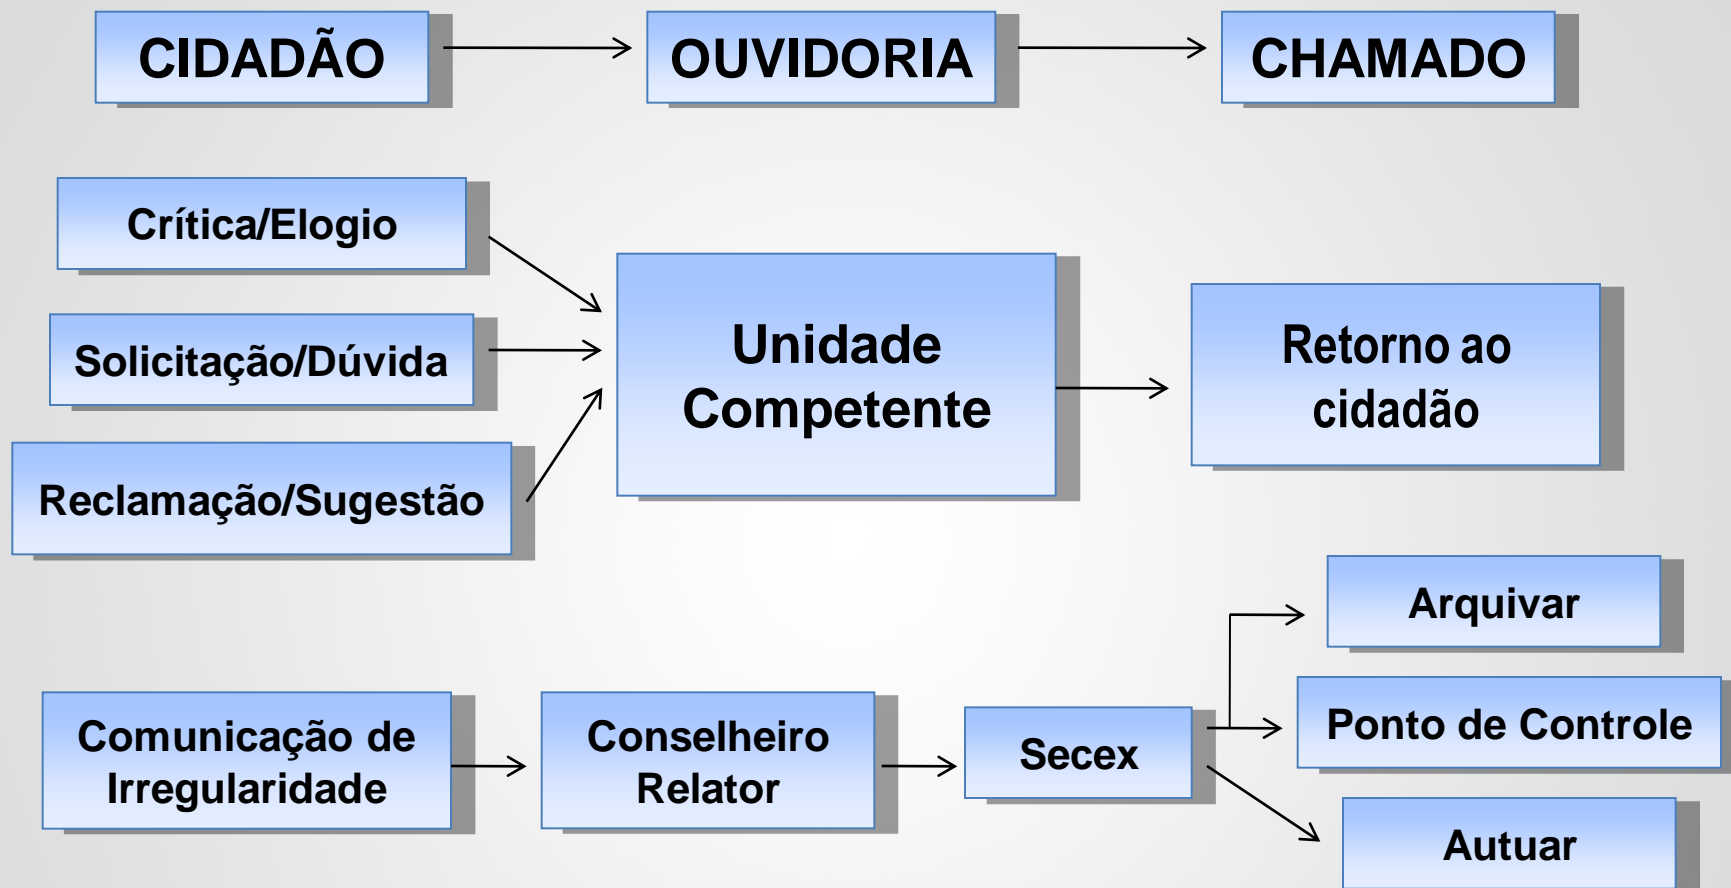 CIDADÃO
OUVIDORIA
CHAMADO
Crítica/Elogio
Solicitação/Dúvida
Reclamação/Sugestão
Unidade
Competente
Retorno ao
cidadão
Comunicação de
Irregularidade
Conselheiro
Relator
Secex
Arquivar
Ponto de Controle
Autuar